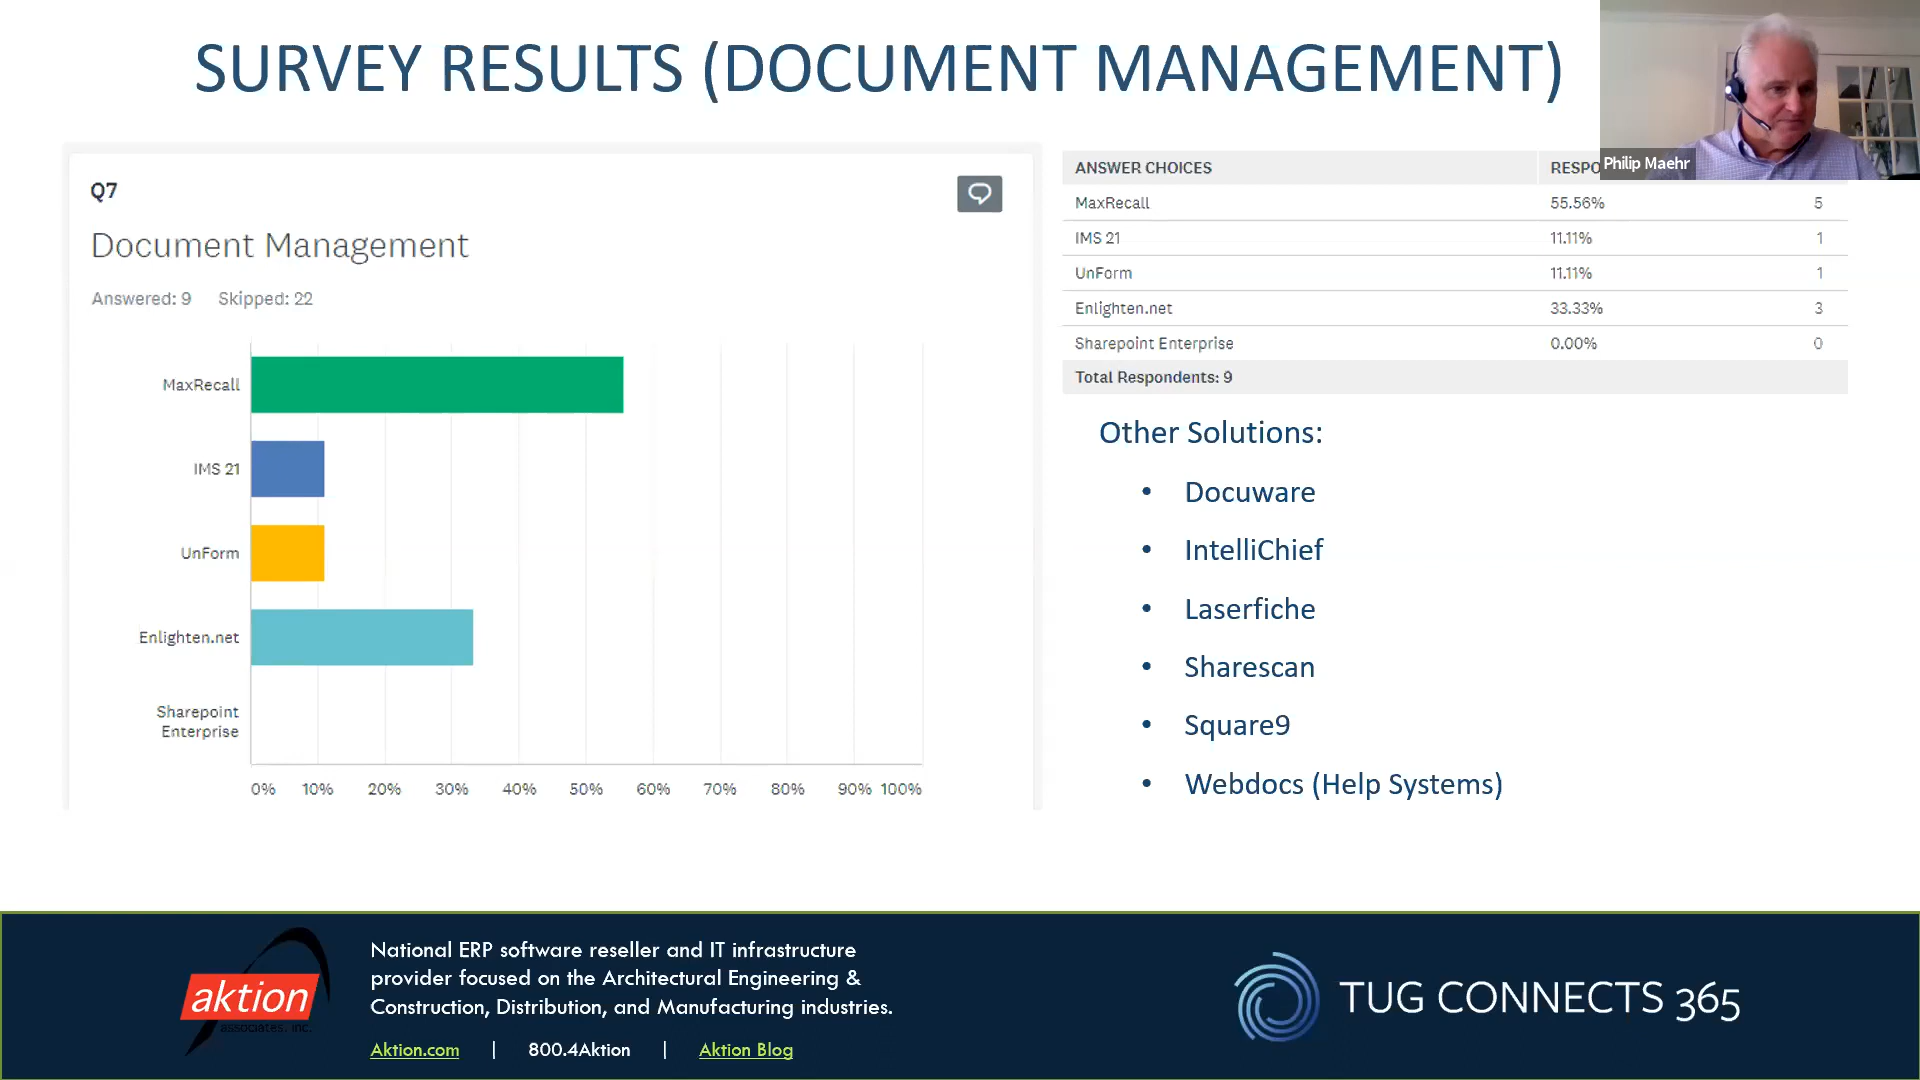 SURVEY RESULTS (DOCUMENT MANAGEMENT)
Philip Maehr
Q7
Document Management
Answered: 9 Skipped: 22
MaxRecall
IMS 21
UnForm
Enlighten.net
Sharepoint
Enterprise
0% 10% 20% 30% 40% 50% 60% 70% 80% 90% 100%
ANSWER CHOICES RESPO
MaxRecall 55.56% 5
IMS 21 11.11% 1
UnForm 11.11% 1
Enlighten.net 33.33% 3
Sharepoint Enterprise 0.00% 0
Total Respondents: 9
Other Solutions:
• Docuware
• IntelliChief
• Laserfiche
• Sharescan
• Square9
• Webdocs (Help Systems)
aktion
associates, inc.
National ERP software reseller and IT infrastructure
provider focused on the Architectural Engineering &
Construction, Distribution, and Manufacturing industries.
Aktion.com | 800.4Aktion | Aktion Blog
TUG CONNECTS 365